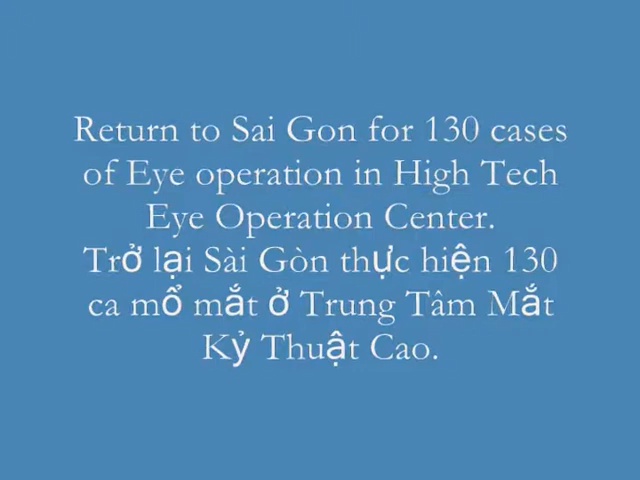 Return to Sai Gon for 130 cases
of Eye operation in High Tech
Eye Operation Center.
Trở lại Sài Gòn thực hiện 130
ca mổ mắt ở Trung Tâm Mắt
Kỷ Thuật Cao.